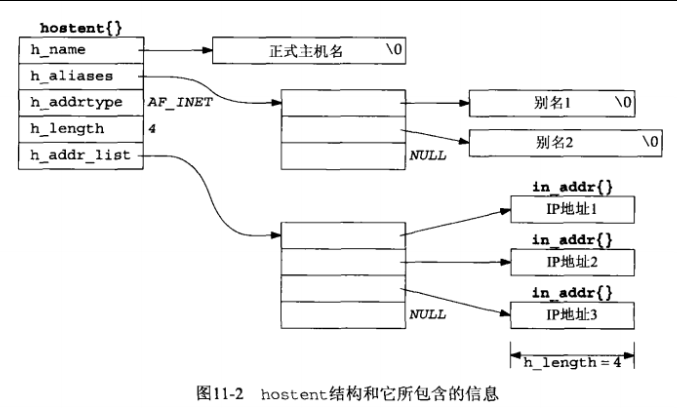 hostent{}
h_name
正式主机名 \0
h_aliases
h_addrtype AF_INET
别名1 \0
h_length 4
别名2 \0
h_addr_list
NULL
in_addr{}
IP地址1
in_addr{}
IP地址2
in_addr{}
NULL
IP地址3
h_length=4
图11-2 hostent结构和它所包含的信息